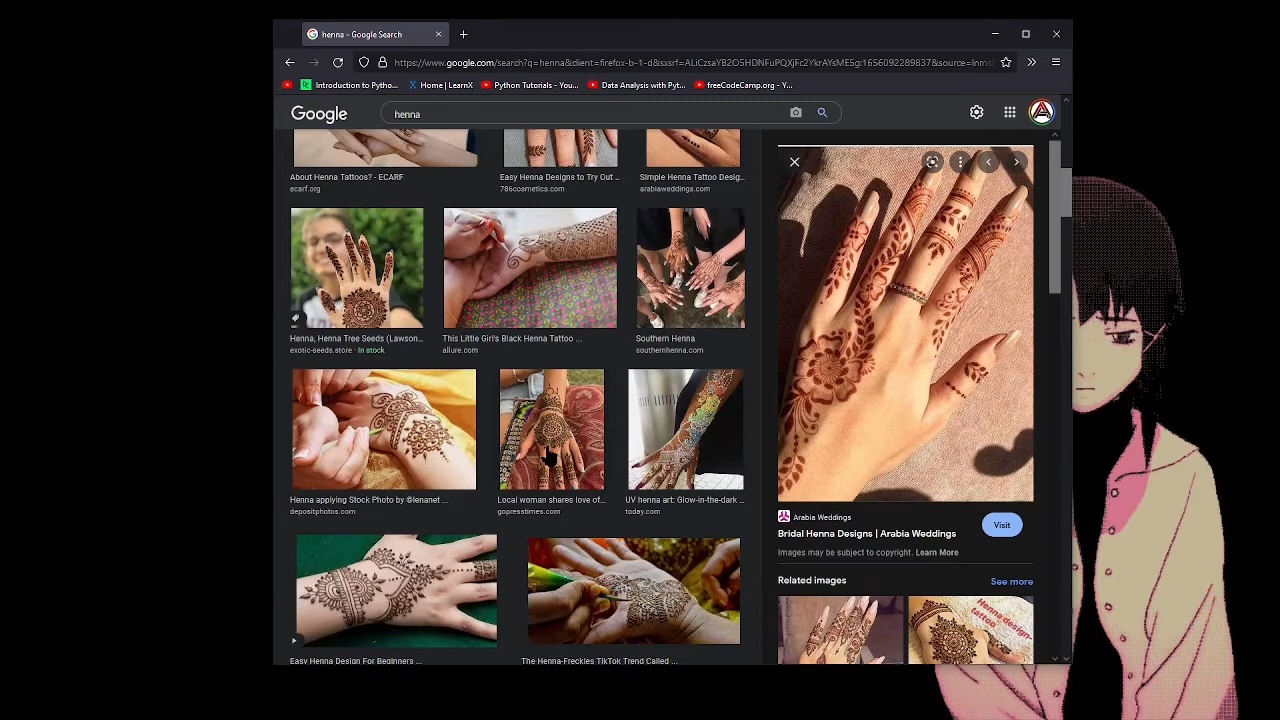 henna - Google Search
https://www.google.com/search?q=henna&client=firefox-b-1-d&sxsrf=ALiCzsaYB2O5HDNFuPQXjFc2YkrAYsME5g:1656092289837&source=lnms
Introduction to Pytho...
Home | LearnX
Python Tutorials - You...
Data Analysis with Pyt...
freeCodeCamp.org - Y...
Google
henna
About Henna Tattoos? - ECARF
ecarf.org
Easy Henna Designs to Try Out ...
786cosmetics.com
Simple Henna Tattoo Desig...
arabiaweddings.com
Henna, Henna Tree Seeds (Lawson...
exotic-seeds.store · In stock
This Little Girl's Black Henna Tattoo ...
allure.com
Southern Henna
southernhenna.com
Henna applying Stock Photo by ©lenanet ...
depositphotos.com
Local woman shares love of...
gopresstimes.com
UV henna art: Glow-in-the-dark ...
today.com
Easy Henna Design For Beginners ...
The Henna-Freckles TikTok Trend Called ...
Arabia Weddings
Bridal Henna Designs | Arabia Weddings
Visit
Images may be subject to copyright. Learn More
Related images
See more
Henna design-